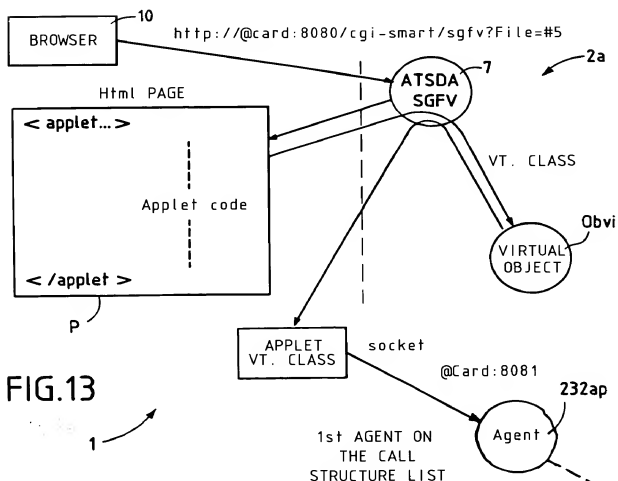 10
http://@card:8080/cgi-smart/sgfv?File=#5
BROWSER
7
2a
Html PAGE
ATSDA
SGFV
< applet...>
VT. CLASS
Applet code
Obvi
VIRTUAL
OBJECT
< /applet >
P
APPLET
VT. CLASS
socket
@Card:8081
FIG.13
232ap
1
1st AGENT ON
THE CALL
STRUCTURE LIST
Agent